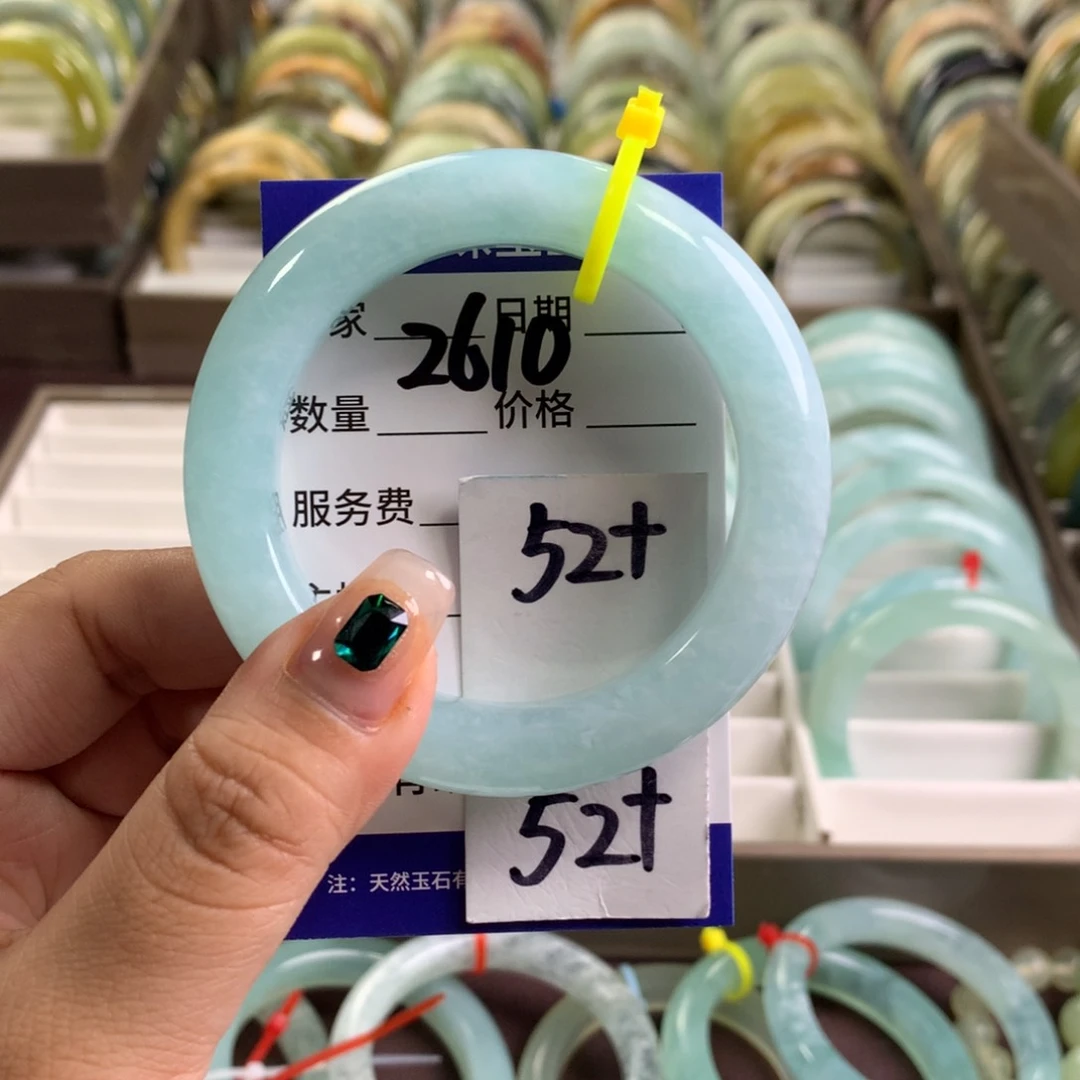 家 日期
2610
数量 价格
服务费
52+
52+
注：天然玉石有